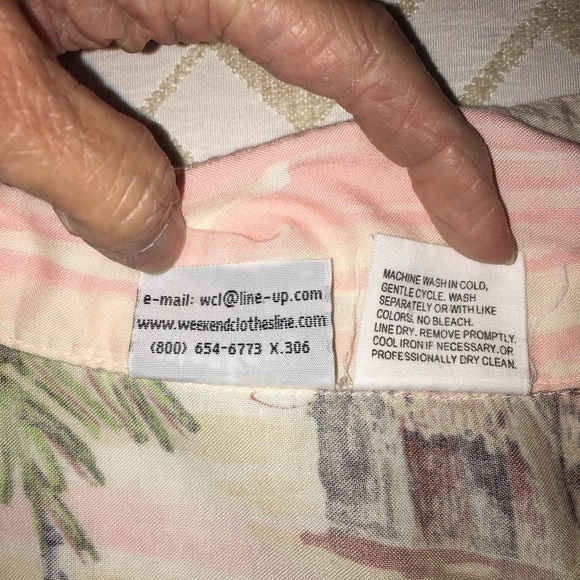 e-mail: wcl@line-up.com
www.weekendclothesline.com
(800) 654-6773 X.306
MACHINE WASH IN COLD,
GENTLE CYCLE. WASH
SEPARATELY OR WITH LIKE
COLORS. NO BLEACH.
LINE DRY. REMOVE PROMPTLY.
COOL IRON IF NECESSARY. OR
PROFESSIONALLY DRY CLEAN.